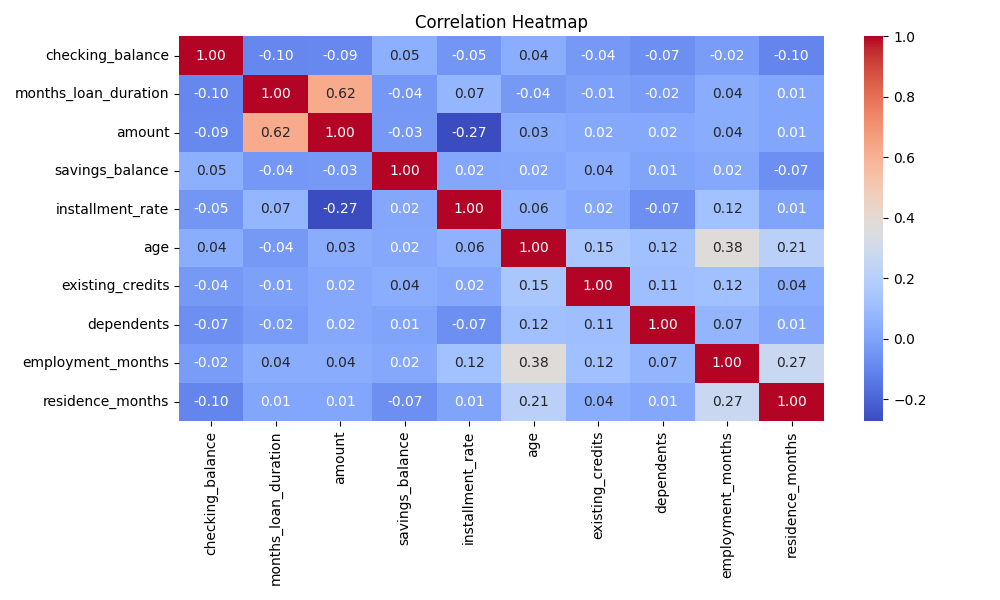 Correlation Heatmap
checking_balance 1.00 -0.10 -0.09 0.05 -0.05 0.04 -0.04 -0.07 -0.02 -0.10
months_loan_duration -0.10 1.00 0.62 -0.04 0.07 -0.04 -0.01 -0.02 0.04 0.01
amount -0.09 0.62 1.00 -0.03 -0.27 0.03 0.02 0.02 0.04 0.01
savings_balance 0.05 -0.04 -0.03 1.00 0.02 0.02 0.04 0.01 0.02 -0.07
installment_rate -0.05 0.07 -0.27 0.02 1.00 0.06 0.02 -0.07 0.12 0.01
age 0.04 -0.04 0.03 0.02 0.06 1.00 0.15 0.12 0.38 0.21
existing_credits -0.04 -0.01 0.02 0.04 0.02 0.15 1.00 0.11 0.12 0.04
dependents -0.07 -0.02 0.02 0.01 -0.07 0.12 0.11 1.00 0.07 0.01
employment_months -0.02 0.04 0.04 0.02 0.12 0.38 0.12 0.07 1.00 0.27
residence_months -0.10 0.01 0.01 -0.07 0.01 0.21 0.04 0.01 0.27 1.00
checking_balance
months_loan_duration
amount
savings_balance
installment_rate
age
existing_credits
dependents
employment_months
residence_months
1.0
0.8
0.6
0.4
0.2
0.0
−0.2